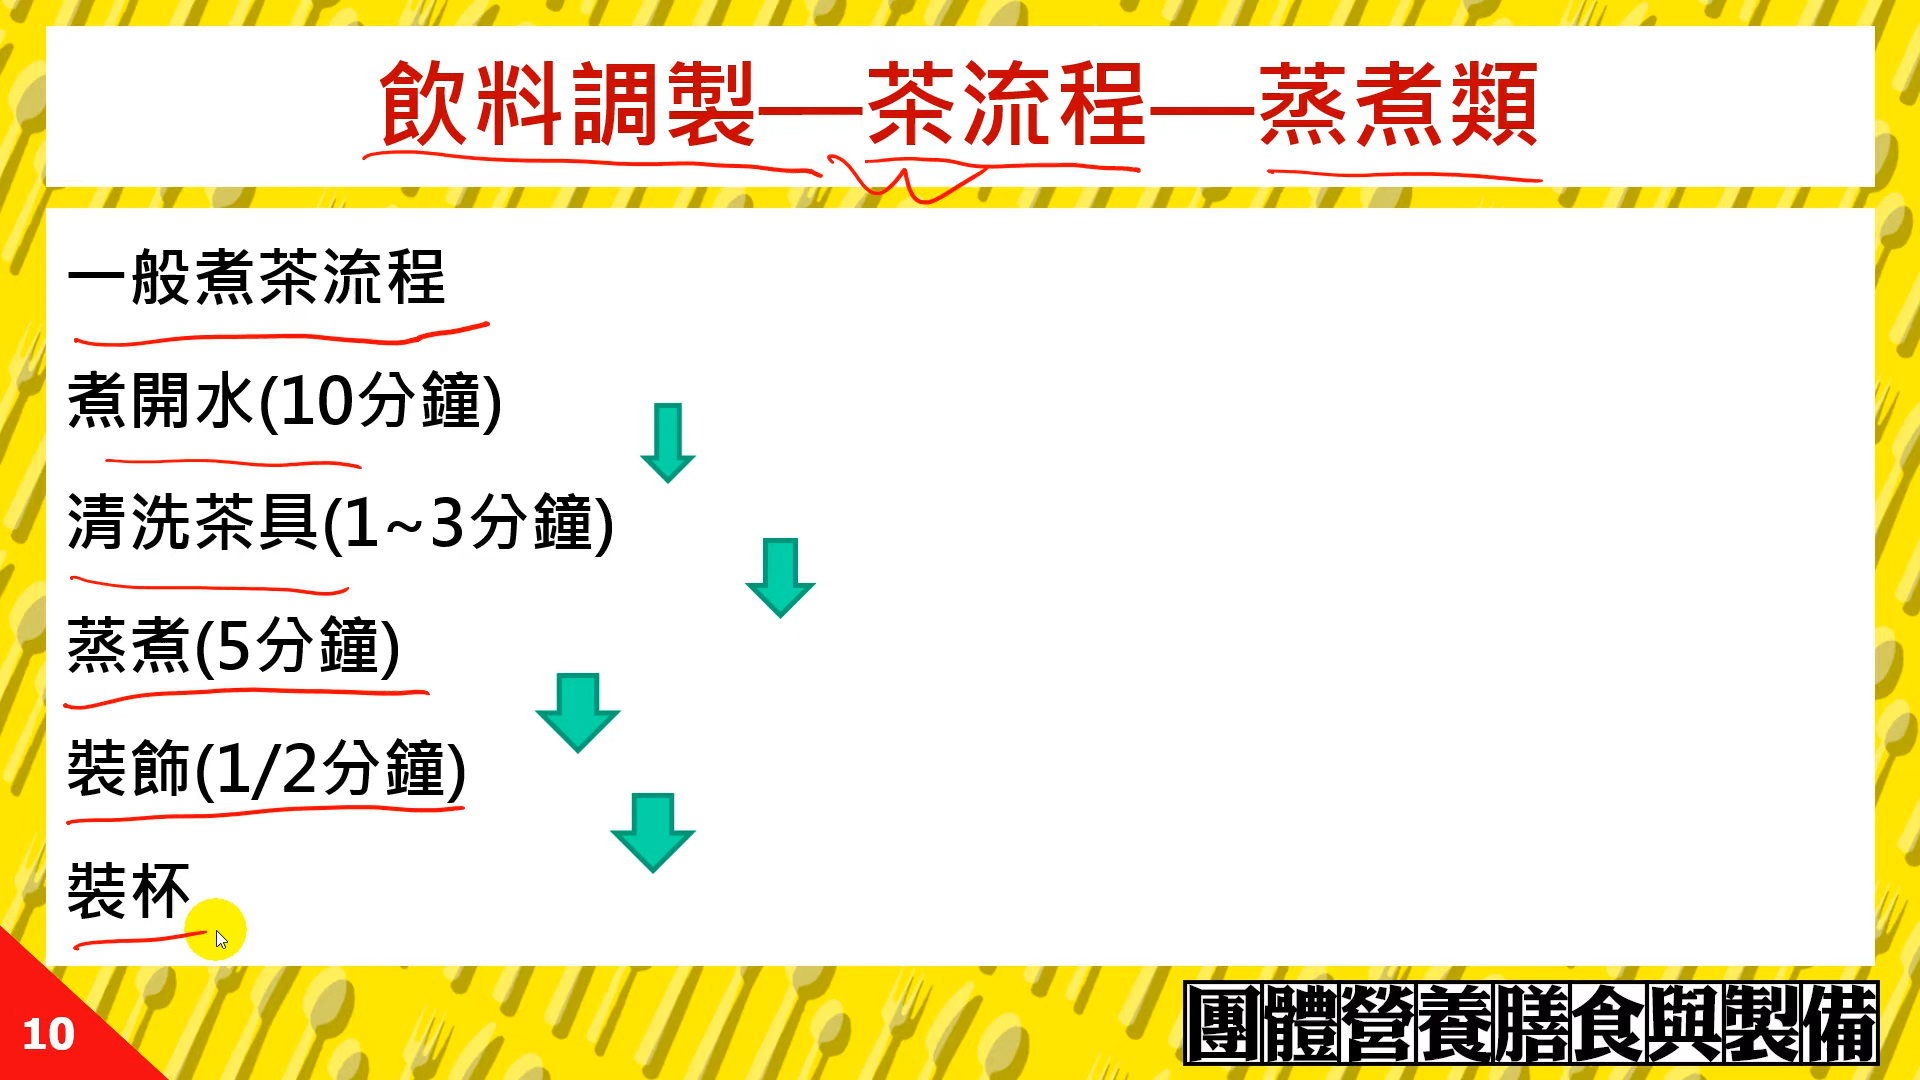 飲料調製—茶流程—蒸煮類
一般煮茶流程
煮開水(10分鐘)
清洗茶具(1~3分鐘)
蒸煮(5分鐘)
裝飾(1/2分鐘)
裝杯
10
團體營養膳食與製備